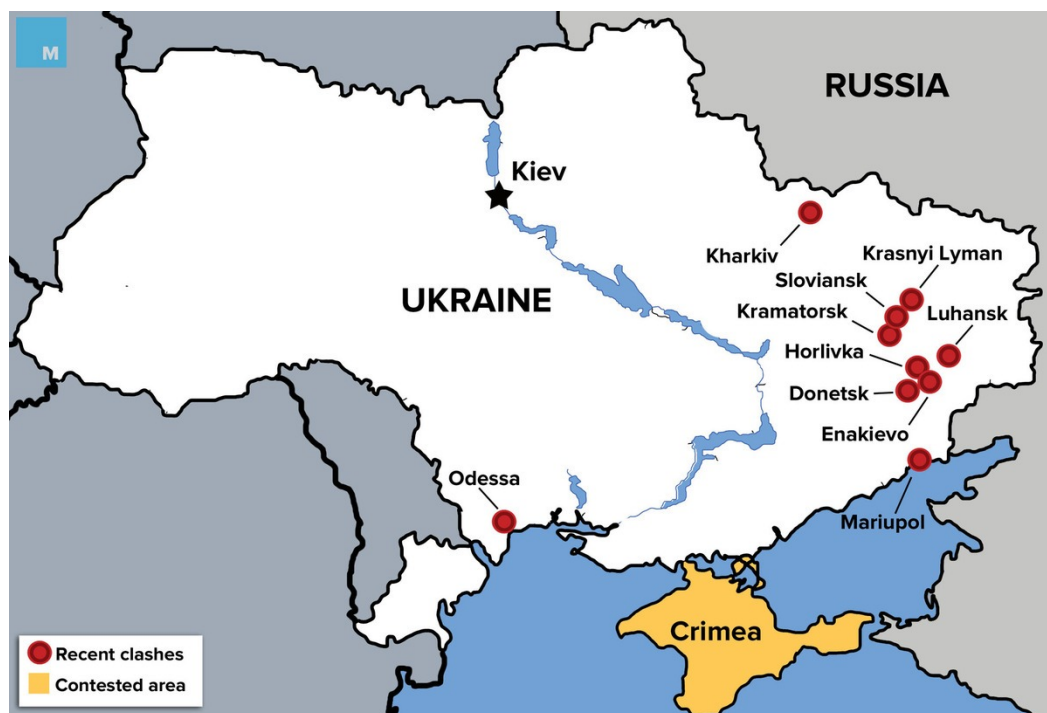 M
RUSSIA
Kiev
Kharkiv
Krasnyi Lyman
Sloviansk
UKRAINE
Kramatorsk
Luhansk
Horlivka
Donetsk
Enakievo
Odessa
Mariupol
Crimea
Recent clashes
Contested area